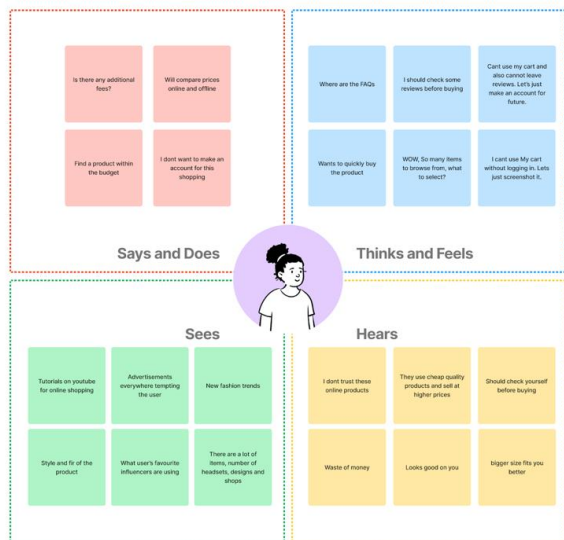 Is there any additional
fees?
Will compare prices
online and offline
Find a product within
the budget
I dont want to make an
account for this
shopping
Says and Does
Where are the FAQs
I should check some
reviews before buying
Cant use my cart
and also cannot leave
reviews. Let's just
make an account for
future.
Wants to quickly buy
the product
WOW, So many items
to browse from, what
to select?
I cant use My cart
without logging in. Lets
just screenshot it.
Thinks and Feels
Sees
Tutorials on youtube
for online shopping
Advertisements
everywhere tempting
the user
New fashion trends
Style and fir of the
product
What user's favourite
influencers are using
There are a lot of
items, number of
headsets, designs and
shops
Hears
I dont trust these
online products
They use cheap quality
products and sell at
higher prices
Should check yourself
before buying
Waste of money
Looks good on you
bigger size fits you
better